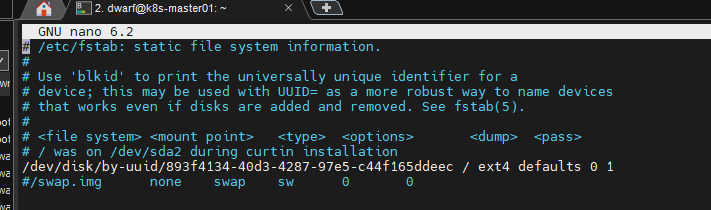 2. dwarf@k8s-master01: ~
GNU nano 6.2
# /etc/fstab: static file system information.
#
# Use 'blkid' to print the universally unique identifier for a
# device; this may be used with UUID= as a more robust way to name devices
# that works even if disks are added and removed. See fstab(5).
#
# <file system> <mount point>   <type>  <options>       <dump>  <pass>
# / was on /dev/sda2 during curtin installation
/dev/disk/by-uuid/893f4134-40d3-4287-97e5-c44f165ddeec / ext4 defaults 0 1
#/swap.img      none    swap    sw      0       0